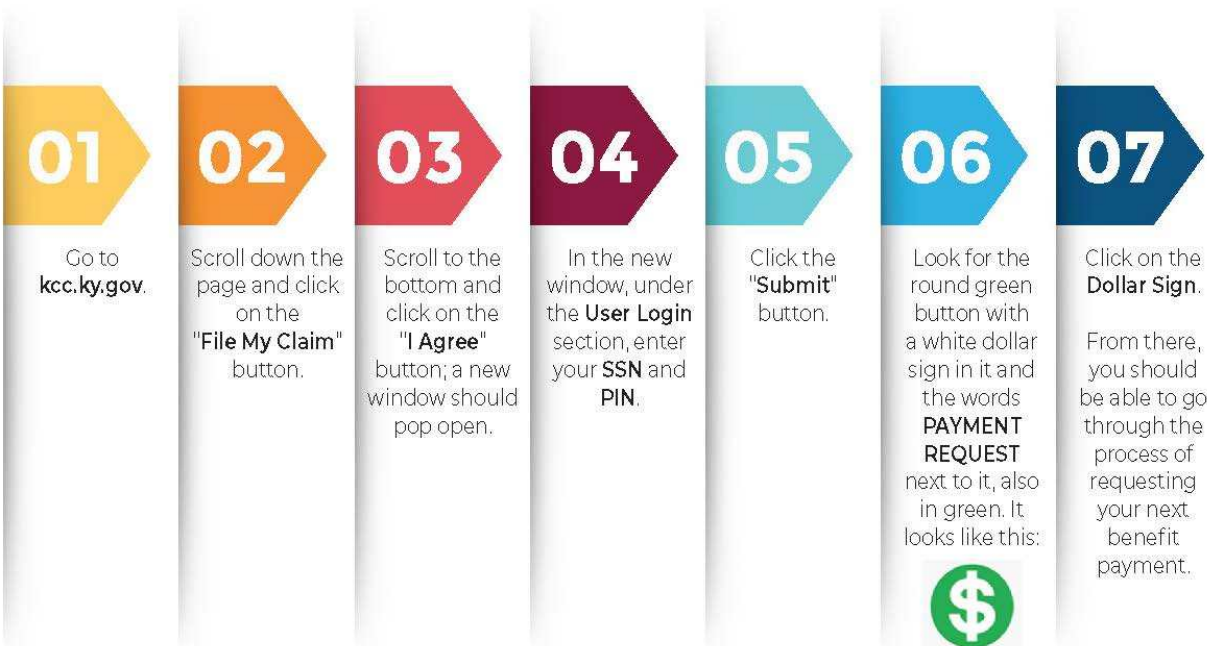 01
Go to
kcc.ky.gov.
02
Scroll down the
page and click
on the
"File My Claim"
button.
03
Scroll to the
bottom and
click on the
"I Agree"
button; a new
window should
pop open.
04
In the new
window, under
the User Login
section, enter
your SSN and
PIN.
05
Click the
"Submit"
button.
06
Look for the
round green
button with
a white dollar
sign in it and
the words
PAYMENT
REQUEST
next to it, also
in green. It
looks like this:
$
07
Click on the
Dollar Sign.
From there,
you should
be able to go
through the
process of
requesting
your next
benefit
payment.